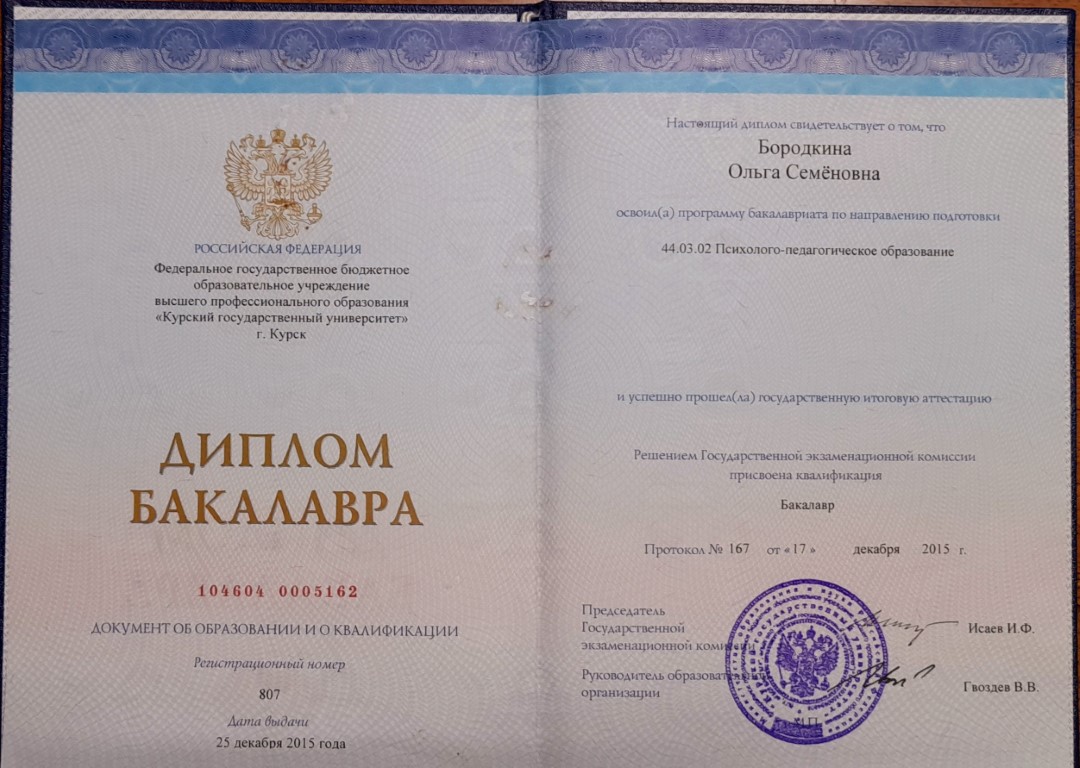 РОССИЙСКАЯ ФЕДЕРАЦИЯ
Федеральное государственное бюджетное
образовательное учреждение
высшего профессионального образования
«Курский государственный университет»
г. Курск
ДИПЛОМ
БАКАЛАВРА
104604 0005162
ДОКУМЕНТ ОБ ОБРАЗОВАНИИ И О КВАЛИФИКАЦИИ
Регистрационный номер
807
Дата выдачи
25 декабря 2015 года
Настоящий диплом свидетельствует о том, что
Бородкина
Ольга Семёновна
освоил(а) программу бакалавриата по направлению подготовки
44.03.02 Психолого-педагогическое образование
и успешно прошел(ла) государственную итоговую аттестацию
Решением Государственной экзаменационной комиссии
присвоена квалификация
Бакалавр
Протокол № 167 от «17» декабря 2015 г.
Председатель
Государственной
экзаменационной комиссии
Исаев И.Ф.
Руководитель образовательной
организации
Гвоздев В.В.
М.П.